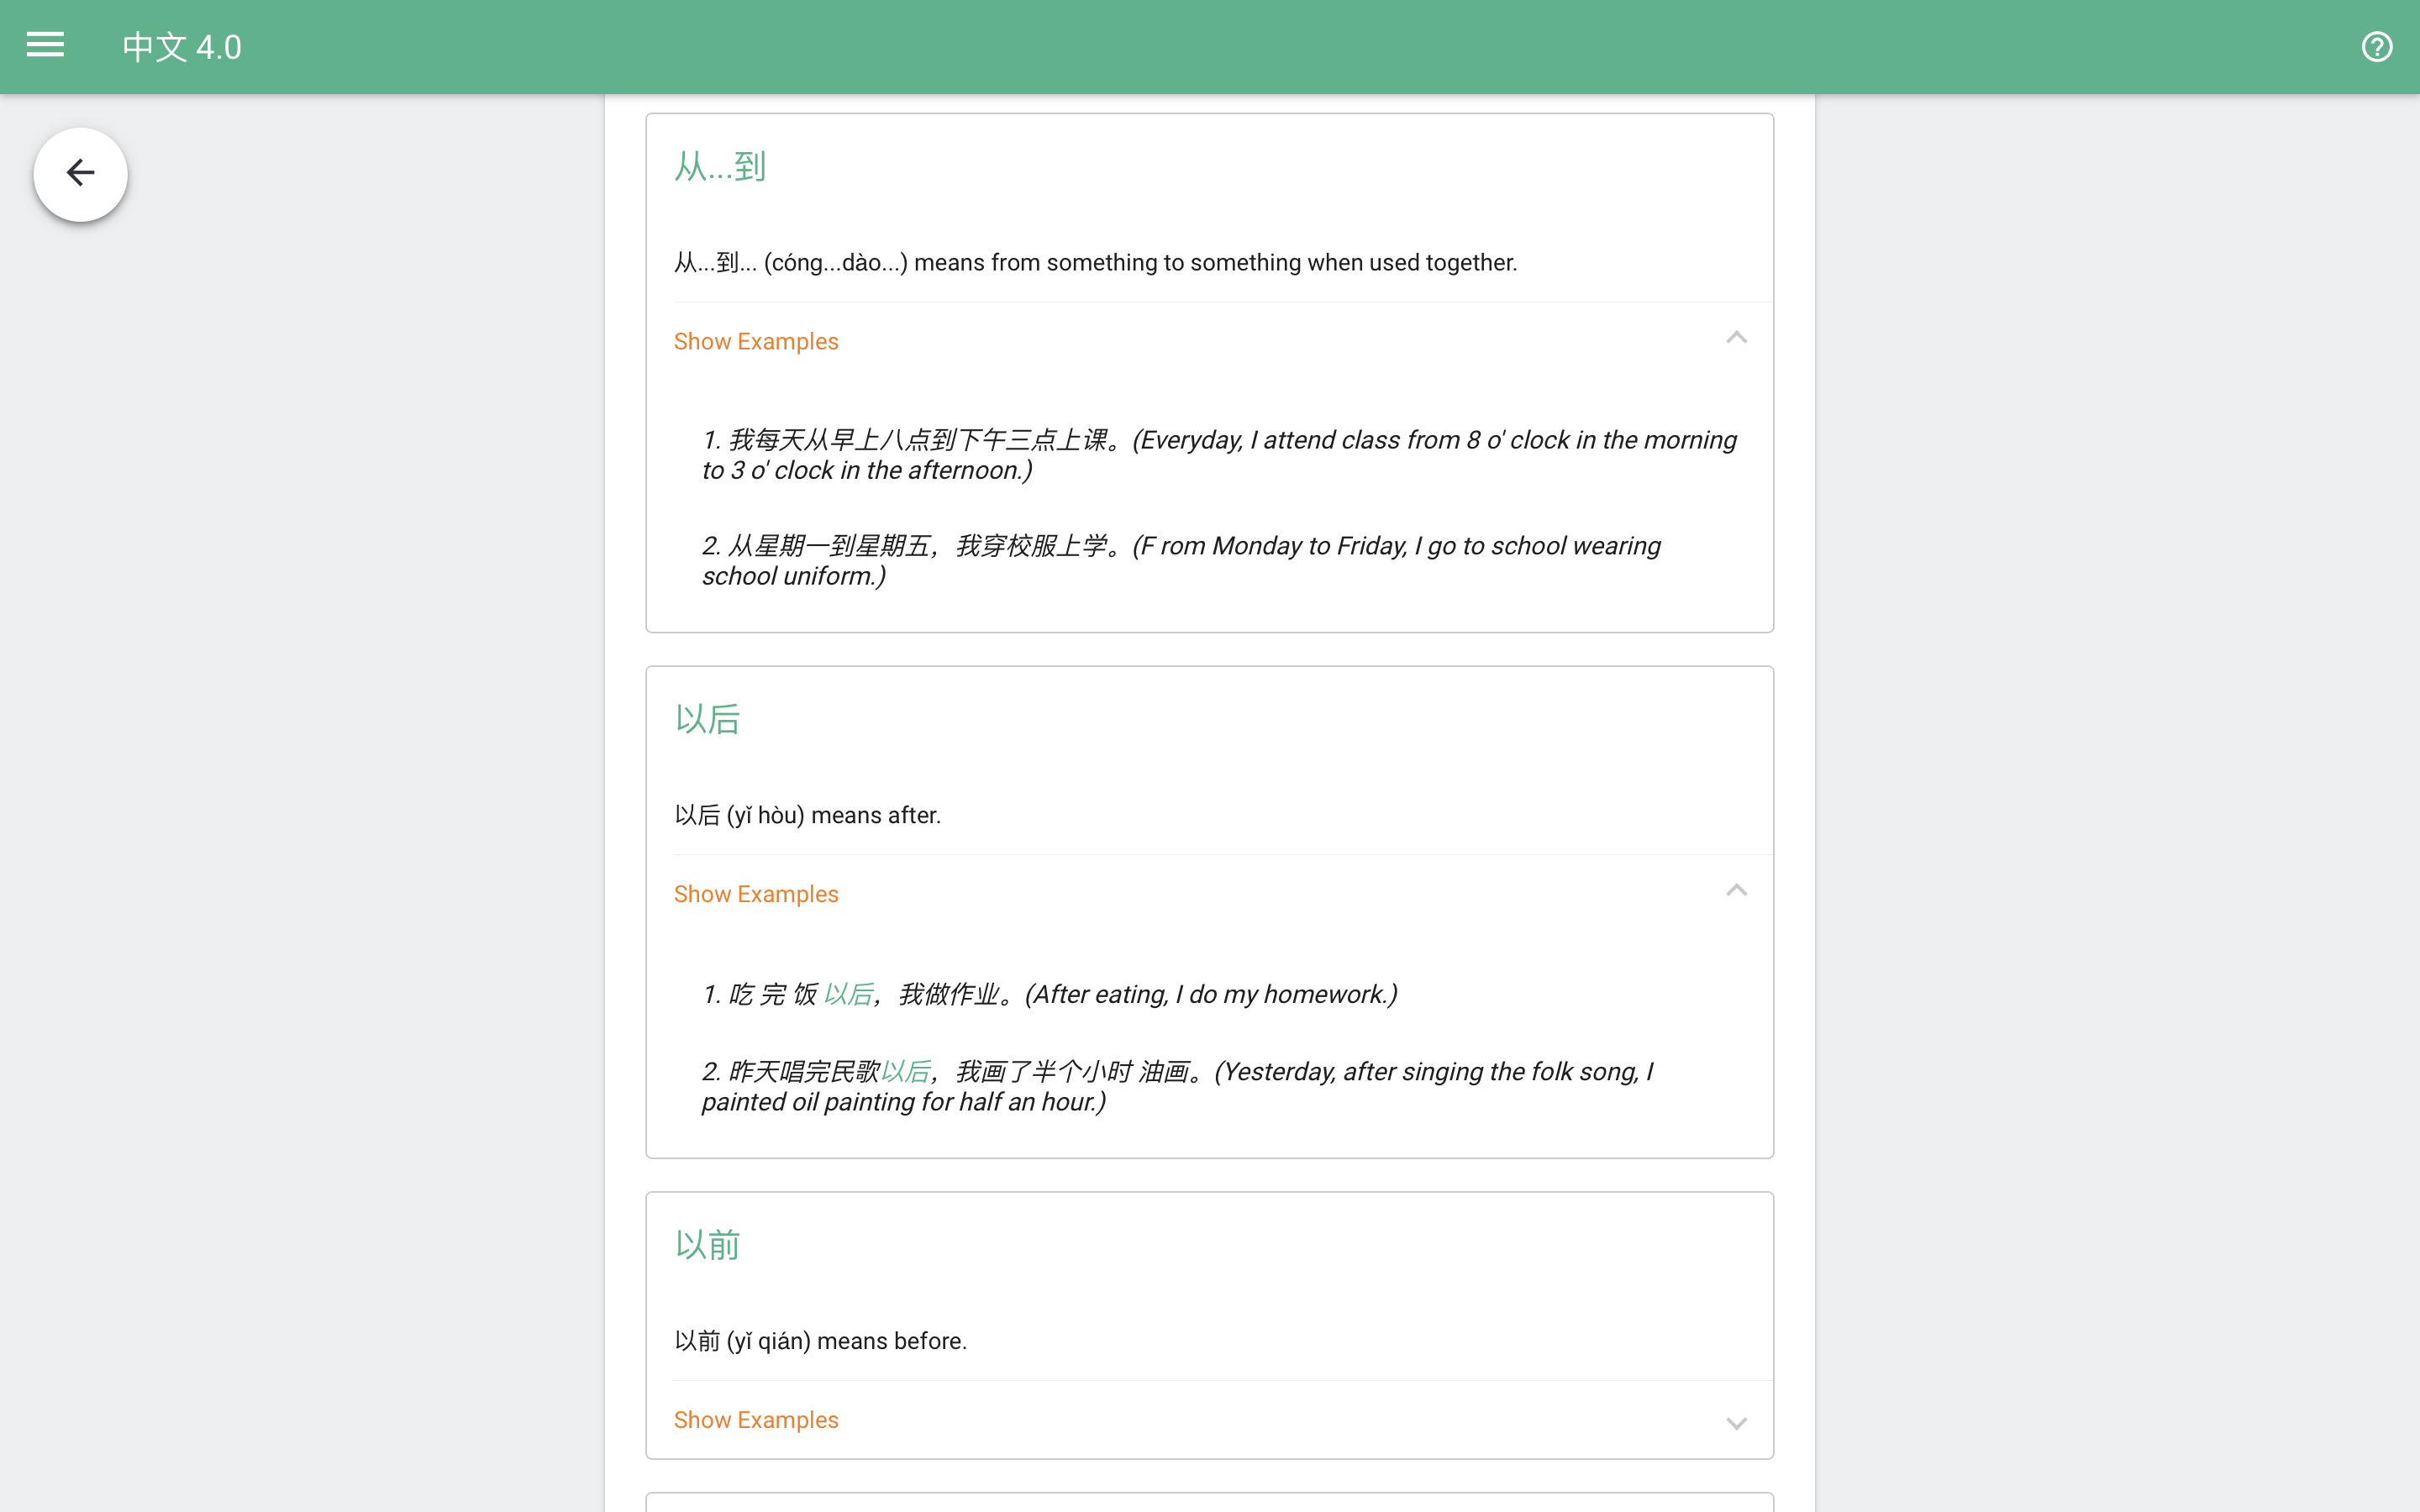 中文 4.0
从...到
从...到... (cóng...dào...) means from something to something when used together.
Show Examples
1. 我每天从早上八点到下午三点上课。(Everyday, I attend class from 8 o' clock in the morning
to 3 o' clock in the afternoon.)
2. 从星期一到星期五，我穿校服上学。(F rom Monday to Friday, I go to school wearing
school uniform.)
以后
以后 (yǐ hòu) means after.
Show Examples
1. 吃 完 饭 以后，我做作业。(After eating, I do my homework.)
2. 昨天唱完民歌以后，我画了半个小时 油画。(Yesterday, after singing the folk song, I
painted oil painting for half an hour.)
以前
以前 (yǐ qián) means before.
Show Examples